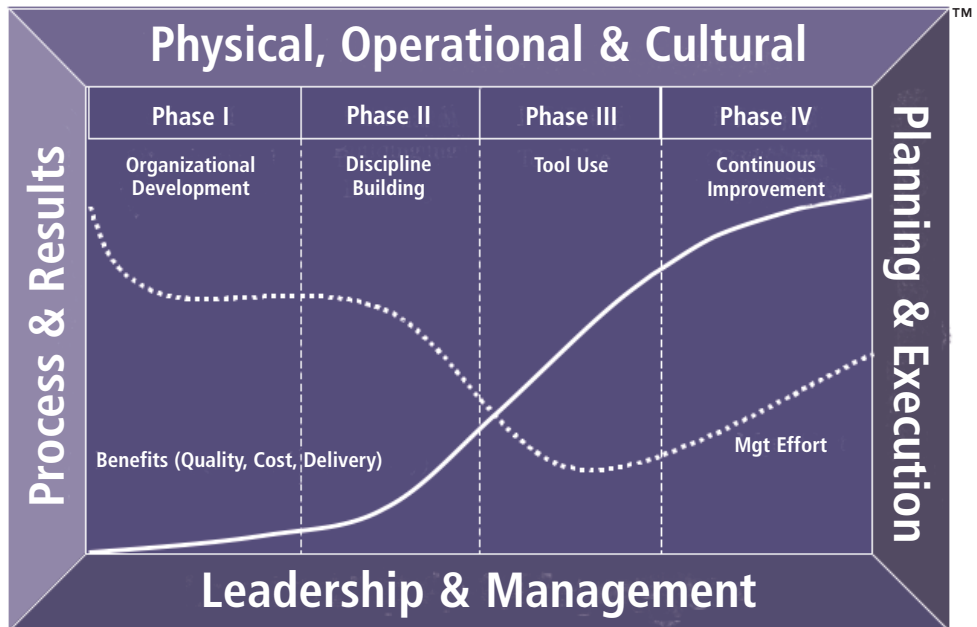 TM
Physical, Operational & Cultural
Process & Results
Planning & Execution
Phase I
Phase II
Phase III
Phase IV
Organizational
Development
Discipline
Building
Tool Use
Continuous
Improvement
Benefits (Quality, Cost, Delivery)
Mgt Effort
Leadership & Management